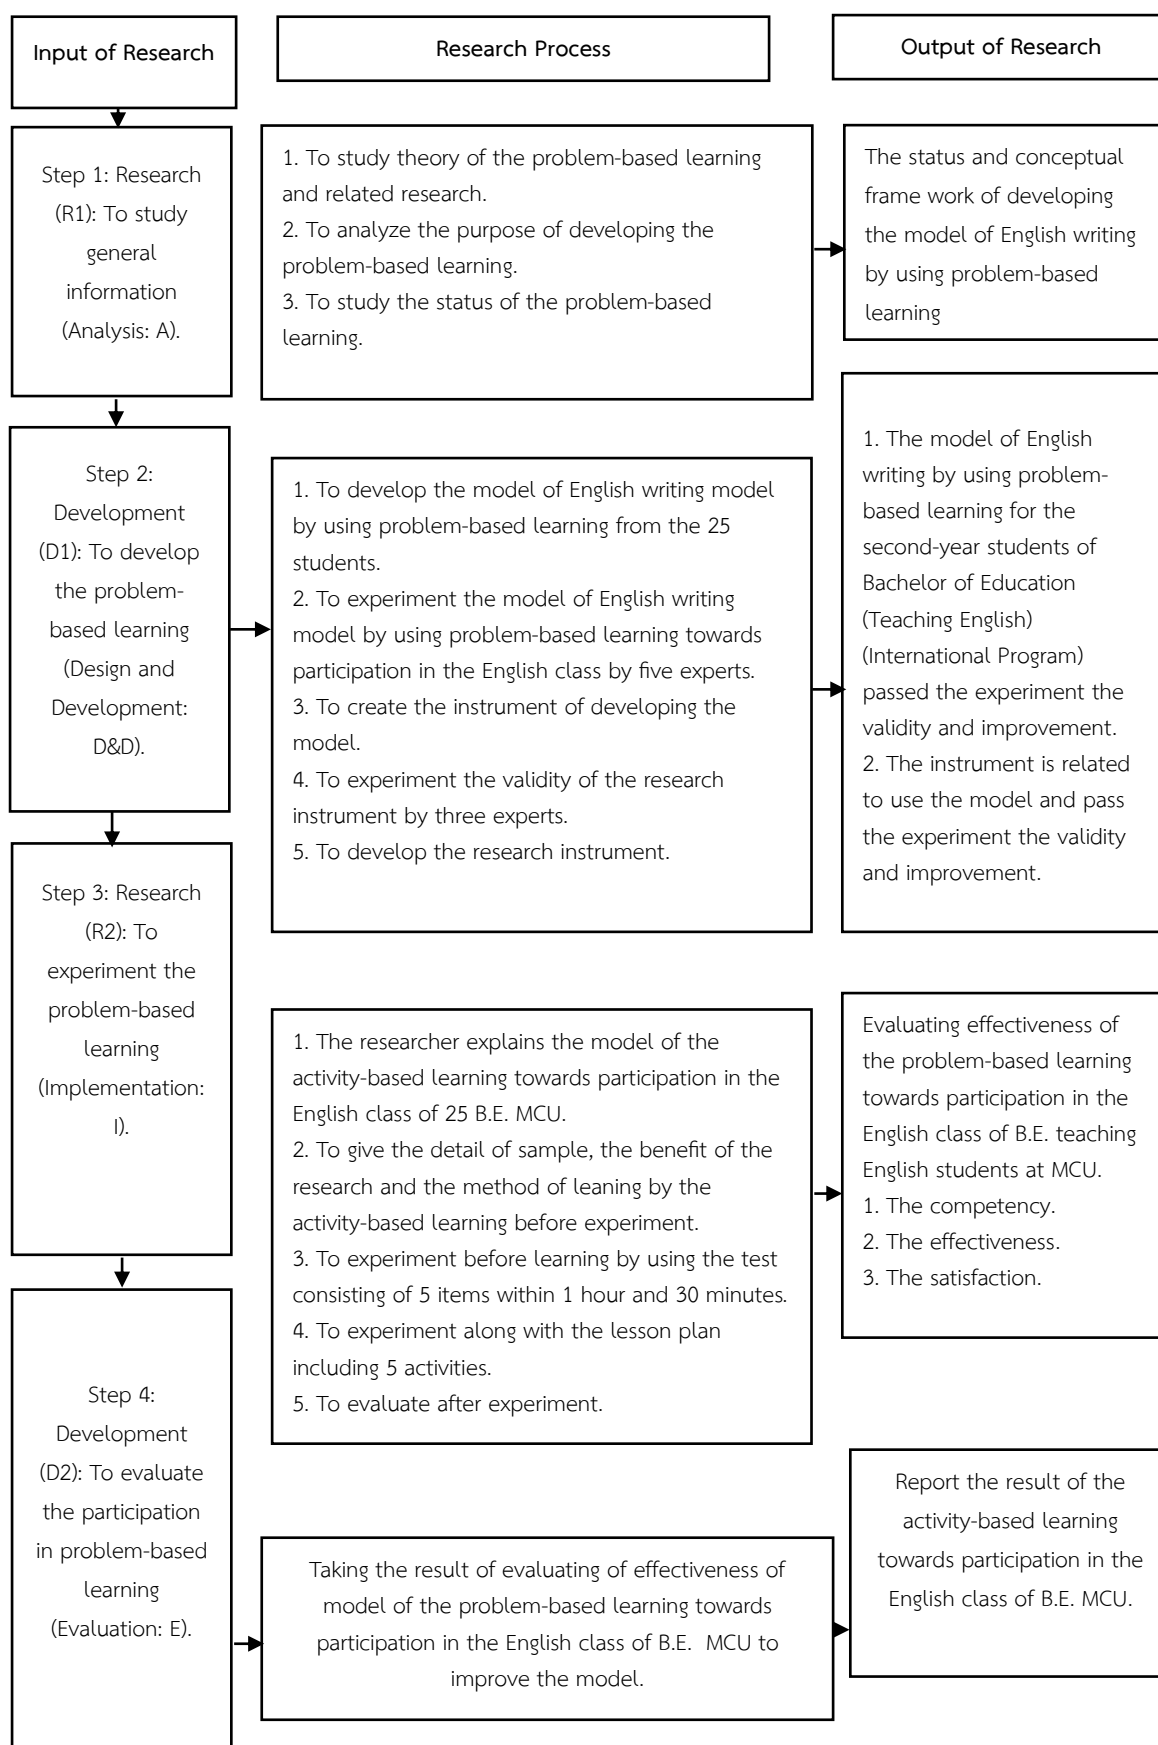 Input of Research
Research Process
Output of Research
Step 1: Research
(R1): To study
general
information
(Analysis: A).
1. To study theory of the problem-based learning
and related research.
2. To analyze the purpose of developing the
problem-based learning.
3. To study the status of the problem-based
learning.
The status and conceptual
frame work of developing
the model of English writing
by using problem-based
learning
Step 2:
Development
(D1): To develop
the problem-
based learning
(Design and
Development:
D&D).
1. To develop the model of English writing model
by using problem-based learning from the 25
students.
2. To experiment the model of English writing
model by using problem-based learning towards
participation in the English class by five experts.
3. To create the instrument of developing the
model.
4. To experiment the validity of the research
instrument by three experts.
5. To develop the research instrument.
1. The model of English
writing by using problem-
based learning for the
second-year students of
Bachelor of Education
(Teaching English)
(International Program)
passed the experiment the
validity and improvement.
2. The instrument is related
to use the model and pass
the experiment the validity
and improvement.
Step 3: Research
(R2): To
experiment the
problem-based
learning
(Implementation:
I).
1. The researcher explains the model of the
activity-based learning towards participation in the
English class of 25 B.E. MCU.
2. To give the detail of sample, the benefit of the
research and the method of leaning by the
activity-based learning before experiment.
3. To experiment before learning by using the test
consisting of 5 items within 1 hour and 30 minutes.
4. To experiment along with the lesson plan
including 5 activities.
5. To evaluate after experiment.
Evaluating effectiveness of
the problem-based learning
towards participation in the
English class of B.E. teaching
English students at MCU.
1. The competency.
2. The effectiveness.
3. The satisfaction.
Step 4:
Development
(D2): To evaluate
the participation
in problem-based
learning
(Evaluation: E).
Taking the result of evaluating of effectiveness of
model of the problem-based learning towards
participation in the English class of B.E. MCU to
improve the model.
Report the result of the
activity-based learning
towards participation in the
English class of B.E. MCU.